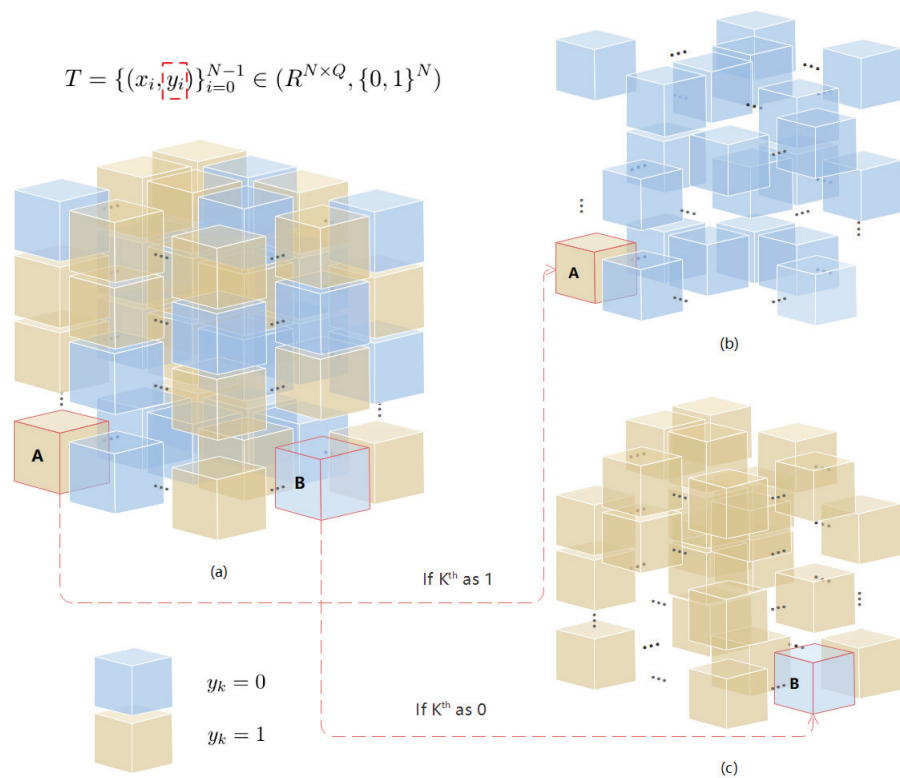 T = {(x_i, y_i)}_{i=0}^{N−1} ∈ (R^{N×Q}, {0, 1}^N)
A
B
(a)
A
(b)
If K^th as 1
B
If K^th as 0
(c)
y_k = 0
y_k = 1